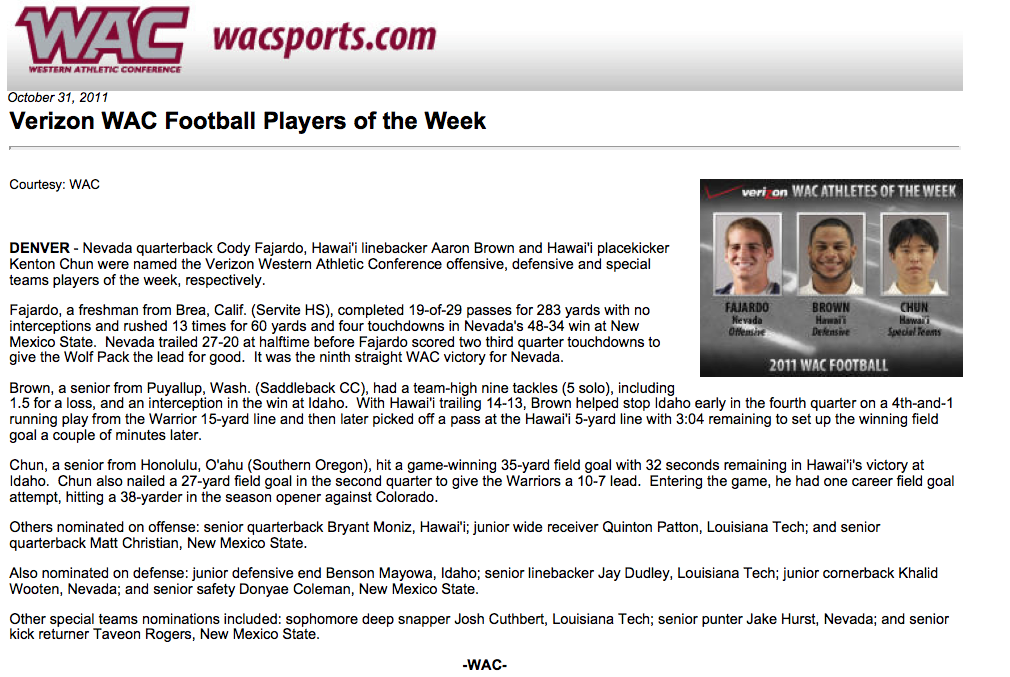 WAC
WESTERN ATHLETIC CONFERENCE
wacsports.com
October 31, 2011
Verizon WAC Football Players of the Week
Courtesy: WAC
verizon WAC ATHLETES OF THE WEEK
FAJARDO
Nevada
Offensive
BROWN
Hawai'i
Defensive
CHUN
Hawai'i
Special Teams
2011 WAC FOOTBALL
DENVER - Nevada quarterback Cody Fajardo, Hawai'i linebacker Aaron Brown and Hawai'i placekicker
Kenton Chun were named the Verizon Western Athletic Conference offensive, defensive and special
teams players of the week, respectively.
Fajardo, a freshman from Brea, Calif. (Servite HS), completed 19-of-29 passes for 283 yards with no
interceptions and rushed 13 times for 60 yards and four touchdowns in Nevada's 48-34 win at New
Mexico State. Nevada trailed 27-20 at halftime before Fajardo scored two third quarter touchdowns to
give the Wolf Pack the lead for good. It was the ninth straight WAC victory for Nevada.
Brown, a senior from Puyallup, Wash. (Saddleback CC), had a team-high nine tackles (5 solo), including
1.5 for a loss, and an interception in the win at Idaho. With Hawai'i trailing 14-13, Brown helped stop Idaho early in the fourth quarter on a 4th-and-1
running play from the Warrior 15-yard line and then later picked off a pass at the Hawai'i 5-yard line with 3:04 remaining to set up the winning field
goal a couple of minutes later.
Chun, a senior from Honolulu, O'ahu (Southern Oregon), hit a game-winning 35-yard field goal with 32 seconds remaining in Hawai'i's victory at
Idaho. Chun also nailed a 27-yard field goal in the second quarter to give the Warriors a 10-7 lead. Entering the game, he had one career field goal
attempt, hitting a 38-yarder in the season opener against Colorado.
Others nominated on offense: senior quarterback Bryant Moniz, Hawai'i; junior wide receiver Quinton Patton, Louisiana Tech; and senior
quarterback Matt Christian, New Mexico State.
Also nominated on defense: junior defensive end Benson Mayowa, Idaho; senior linebacker Jay Dudley, Louisiana Tech; junior cornerback Khalid
Wooten, Nevada; and senior safety Donyae Coleman, New Mexico State.
Other special teams nominations included: sophomore deep snapper Josh Cuthbert, Louisiana Tech; senior punter Jake Hurst, Nevada; and senior
kick returner Taveon Rogers, New Mexico State.
-WAC-